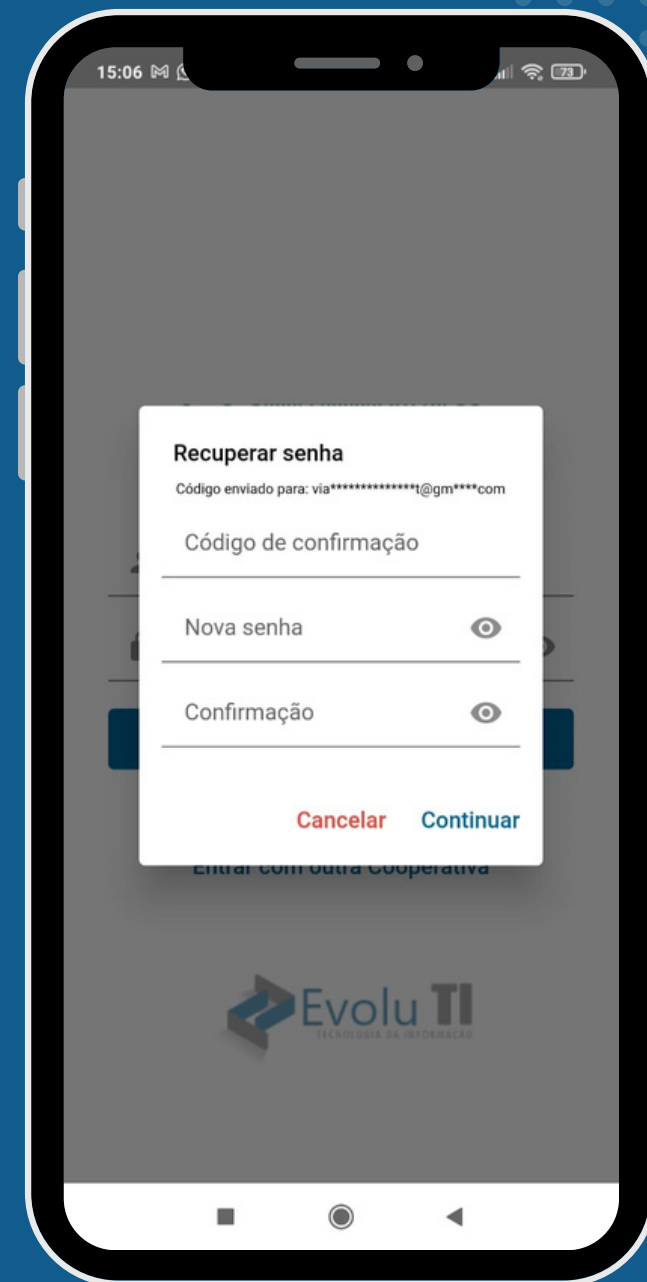 15:06
73
Recuperar senha
Código enviado para: via**************t@gm****com
Código de confirmação
Nova senha
Confirmação
Cancelar Continuar
Entrar com outra Cooperativa
Evolu TI
TECNOLOGIA DA INFORMAÇÃO